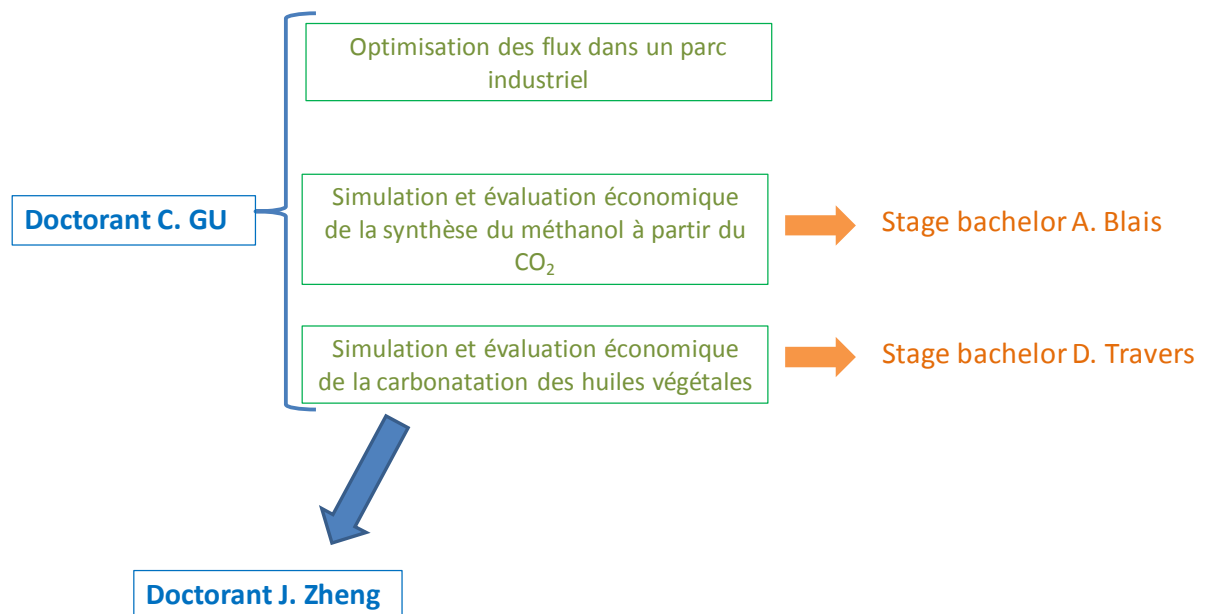 Optimisation des flux dans un parc
industriel
Doctorant C. GU
Simulation et évaluation économique
de la synthèse du méthanol à partir du
CO₂
Stage bachelor A. Blais
Simulation et évaluation économique
de la carbonatation des huiles végétales
Stage bachelor D. Travers
Doctorant J. Zheng